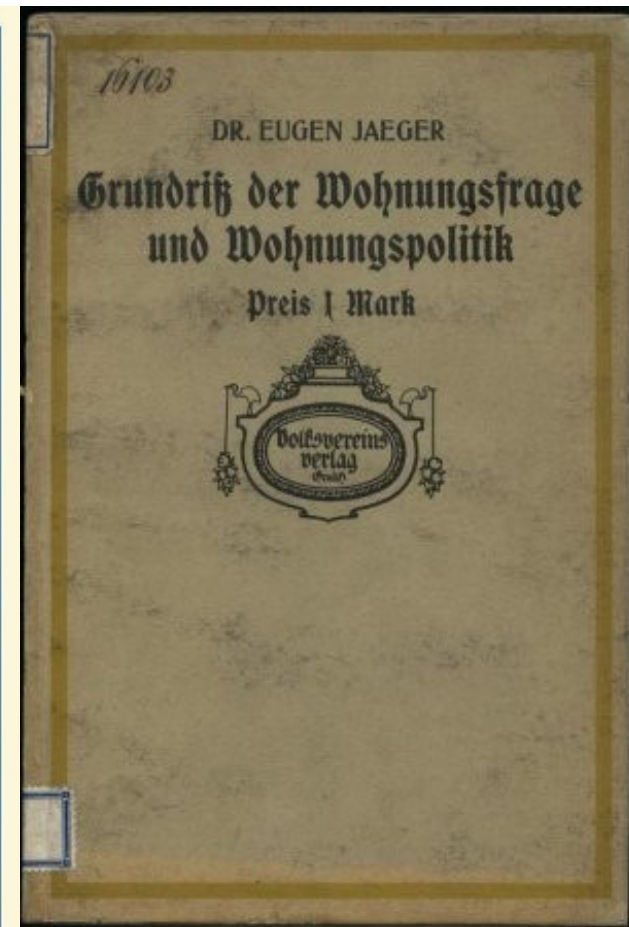 16103
DR. EUGEN JAEGER
Grundriß der Wohnungsfrage
und Wohnungspolitik
Preis 1 Mark
Volksvereins
verlag